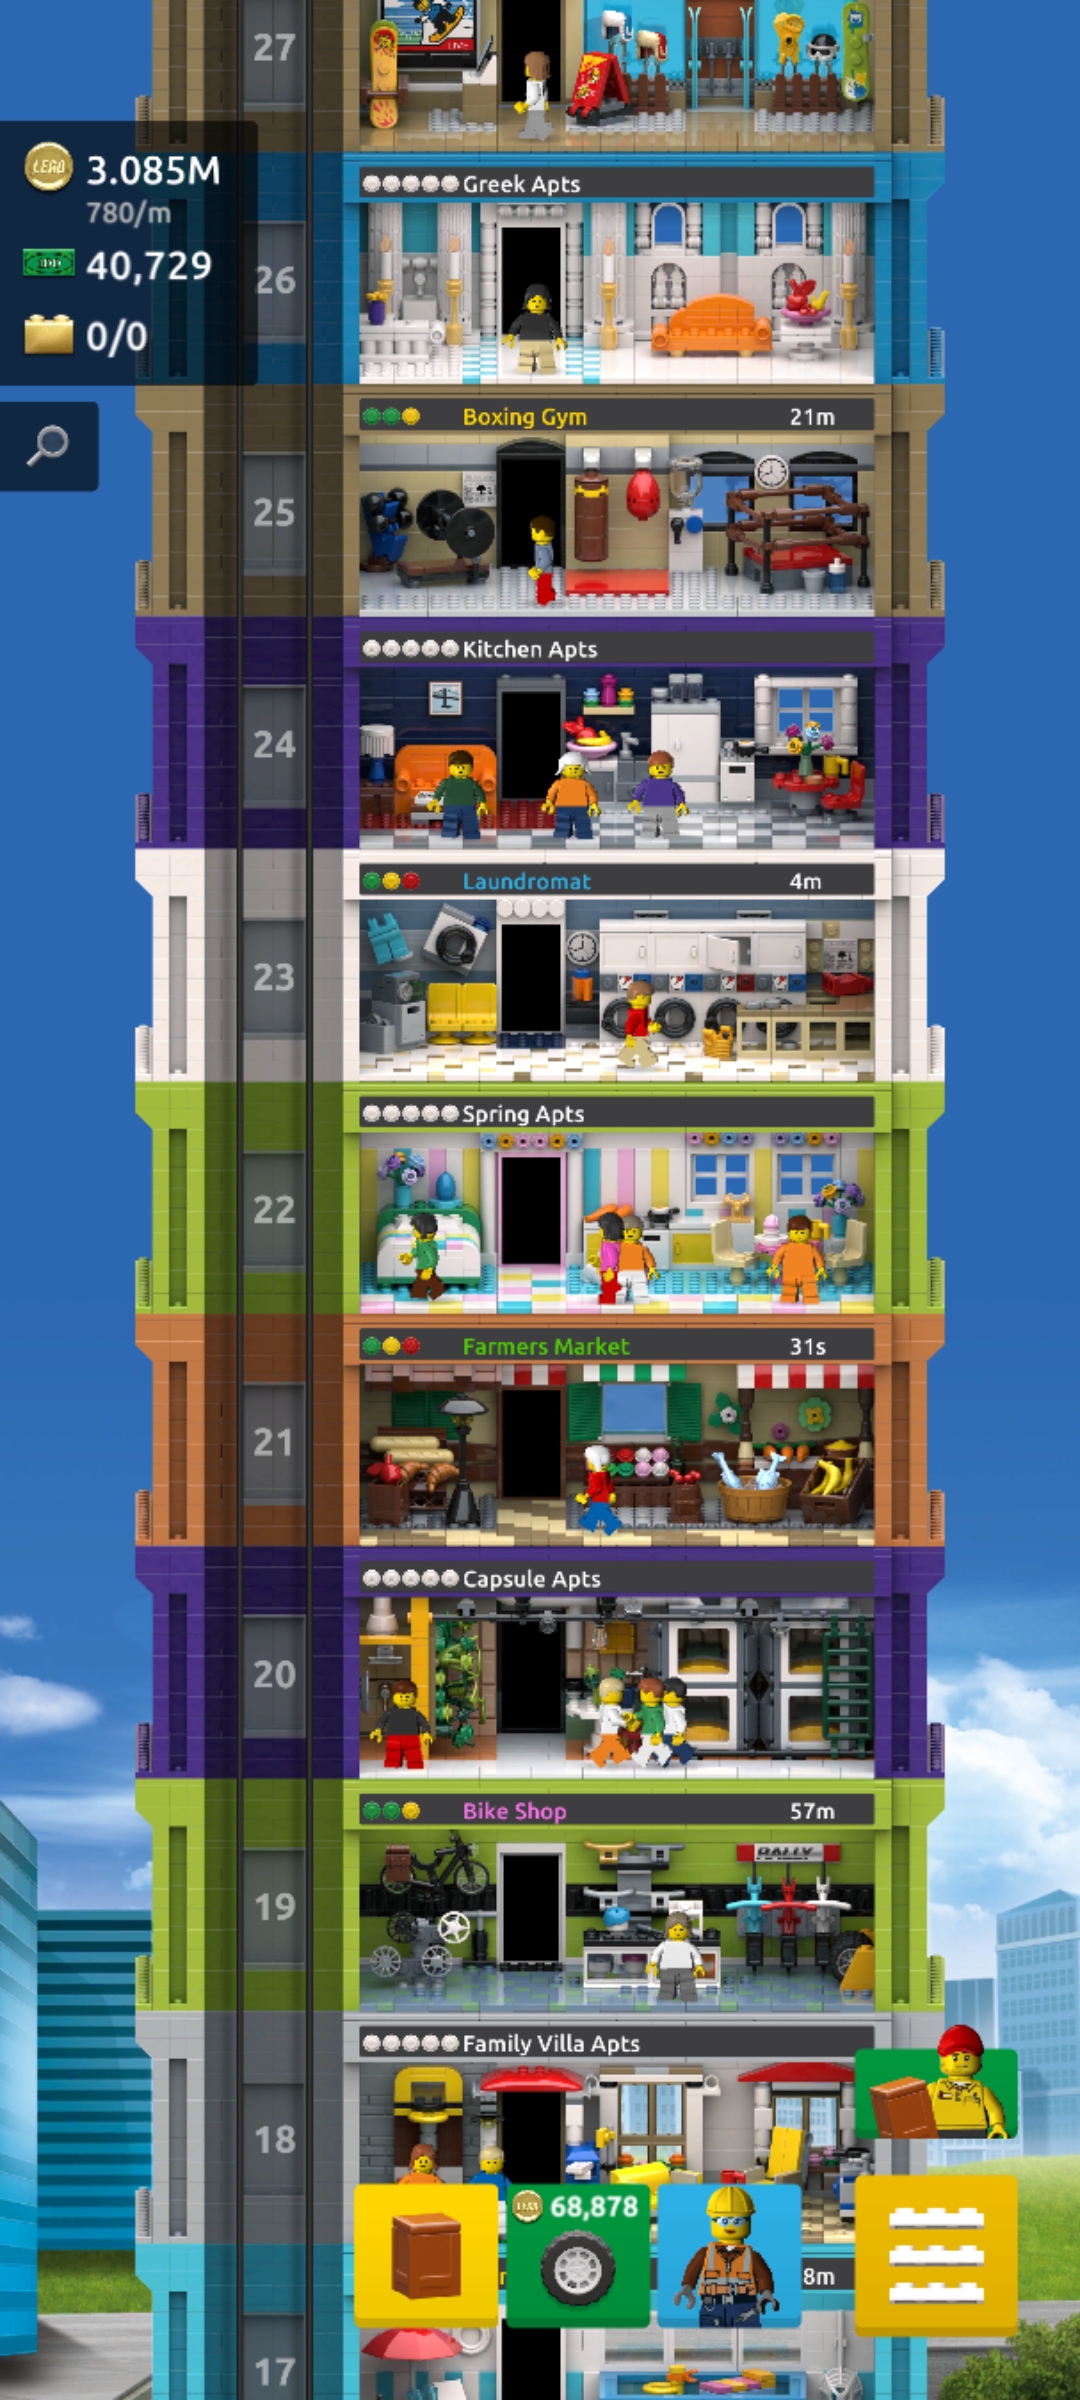 27
LEGO 3.085M
780/m
40,729
0/0
Greek Apts
26
Boxing Gym 21m
25
Kitchen Apts
24
Laundromat 4m
23
Spring Apts
22
Farmers Market 31s
21
Capsule Apts
20
Bike Shop 57m
RALLY
19
Family Villa Apts
18
68,878
8m
17